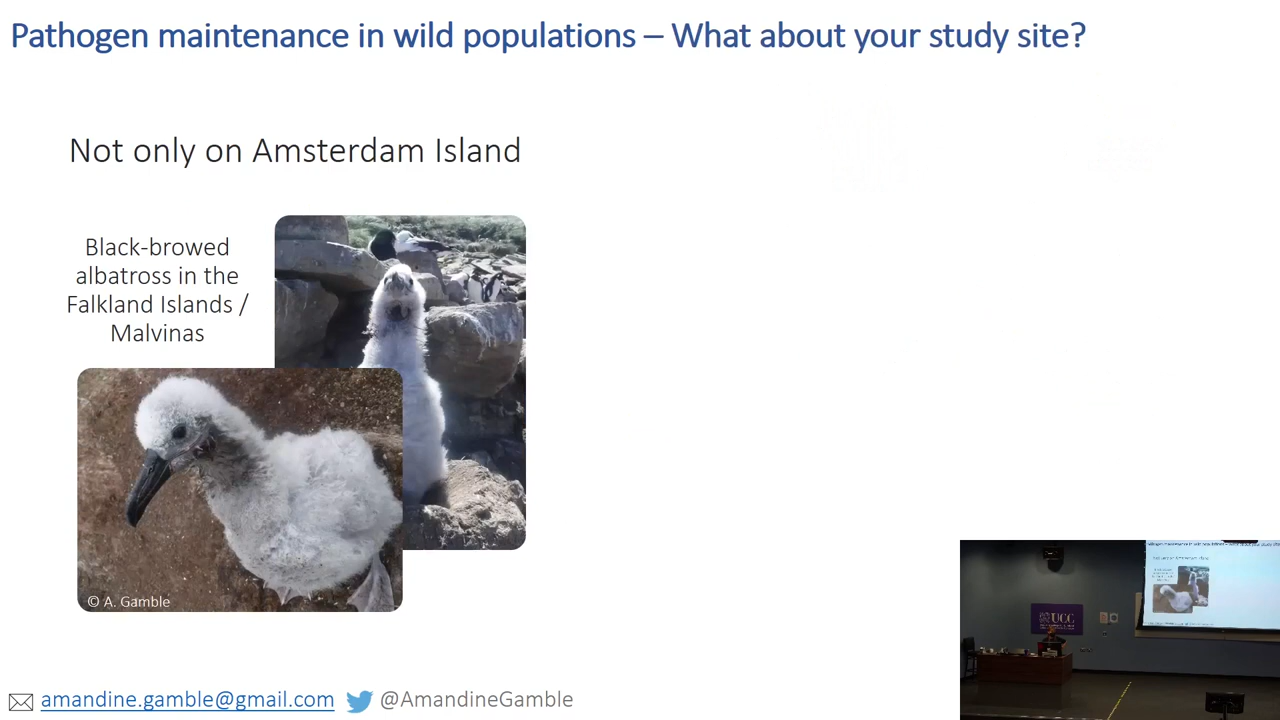 Pathogen maintenance in wild populations – What about your study site?
Not only on Amsterdam Island
Black-browed
albatross in the
Falkland Islands /
Malvinas
© A. Gamble
amandine.gamble@gmail.com @AmandineGamble
UCC